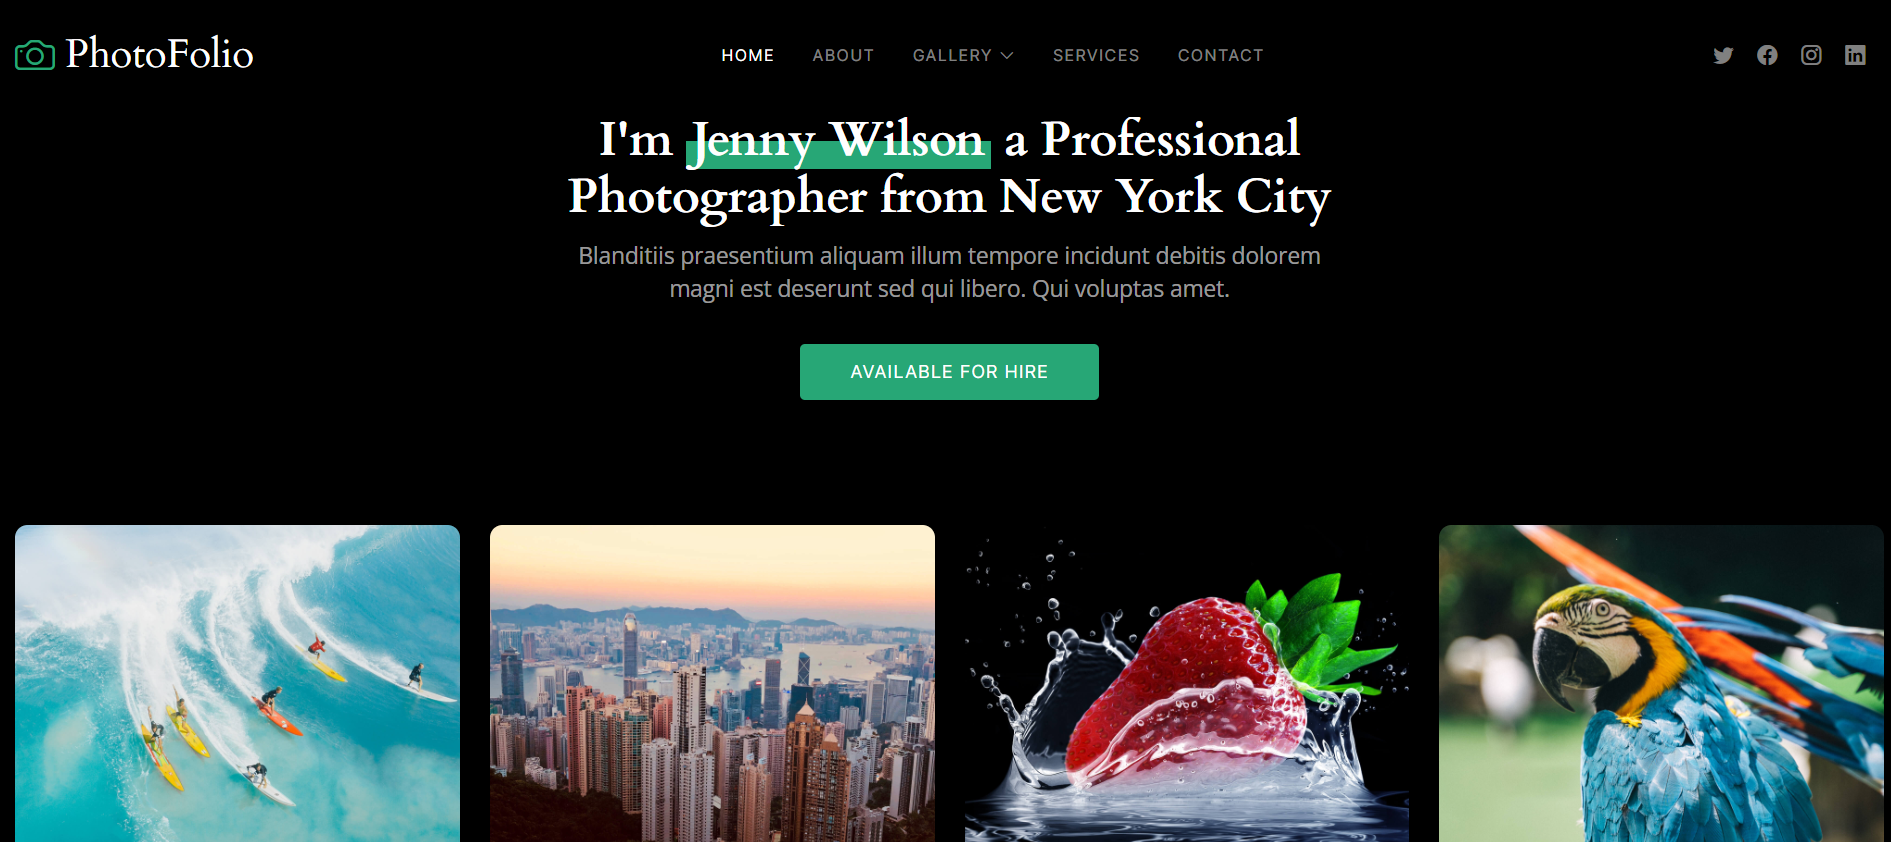 PhotoFolio
HOME ABOUT GALLERY SERVICES CONTACT
I'm Jenny Wilson a Professional
Photographer from New York City
Blanditiis praesentium aliquam illum tempore incidunt debitis dolorem
magni est deserunt sed qui libero. Qui voluptas amet.
AVAILABLE FOR HIRE